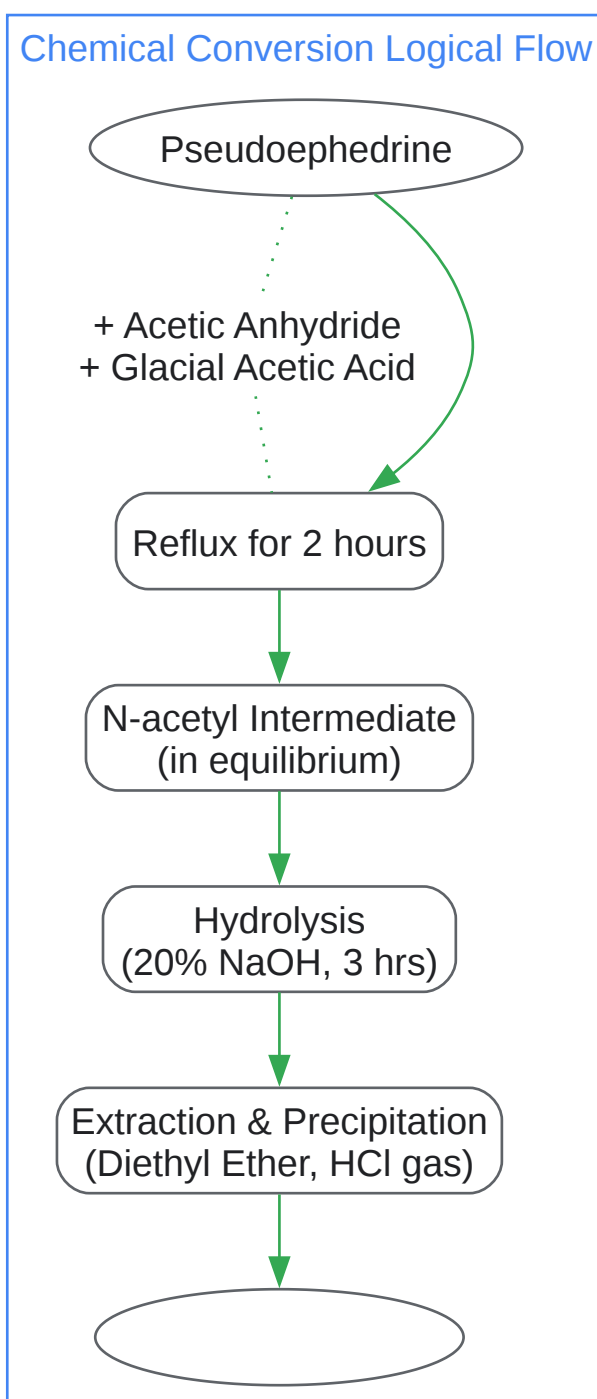 Chemical Conversion Logical Flow
Pseudoephedrine
+ Acetic Anhydride
+ Glacial Acetic Acid
Reflux for 2 hours
N-acetyl Intermediate
(in equilibrium)
Hydrolysis
(20% NaOH, 3 hrs)
Extraction & Precipitation
(Diethyl Ether, HCl gas)